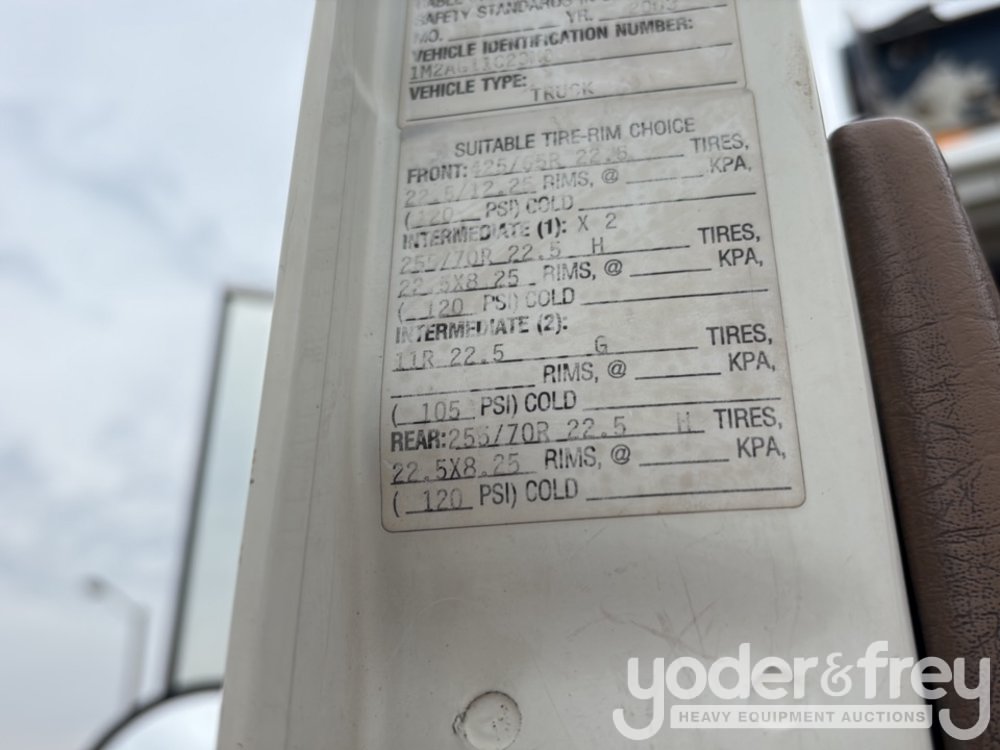 SAFETY STANDARDS
MO. YR. 2003
VEHICLE IDENTIFICATION NUMBER:
VEHICLE TYPE: TRUCK
SUITABLE TIRE-RIM CHOICE
FRONT: 425/65R 22.5 TIRES,
22.5/12.25 RIMS, @ KPA,
( 120 PSI) COLD
INTERMEDIATE (1): X 2
255/70R 22.5 H TIRES,
22.5X8.25 RIMS, @ KPA,
( 120 PSI) COLD
INTERMEDIATE (2):
11R 22.5 G TIRES,
RIMS, @ KPA,
( 105 PSI) COLD
REAR: 255/70R 22.5 H TIRES,
22.5X8.25 RIMS, @ KPA,
( 120 PSI) COLD
yoder&frey
HEAVY EQUIPMENT AUCTIONS